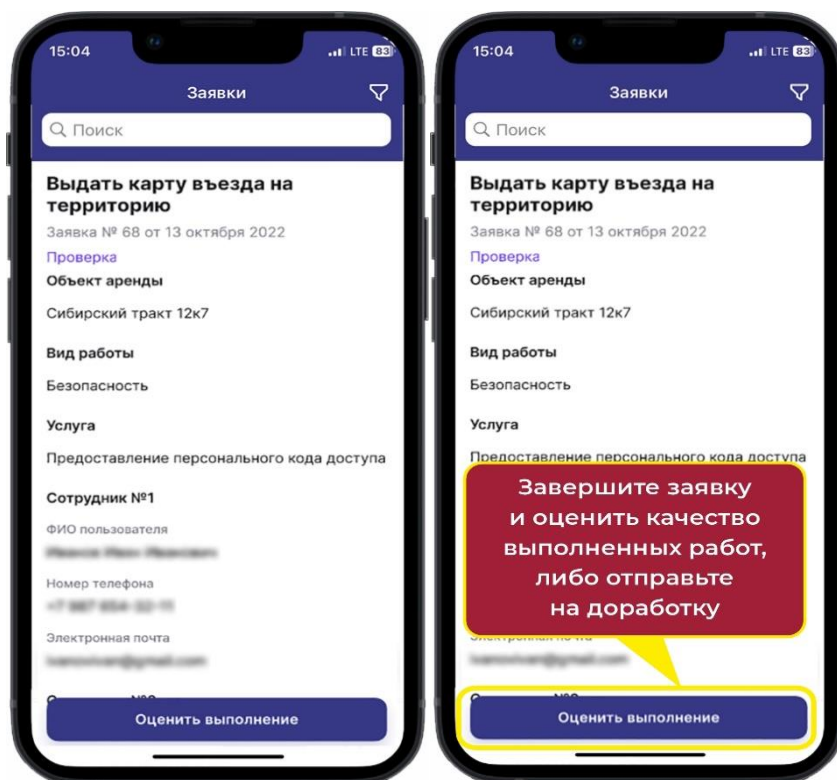 15:04
LTE 83
Заявки
Поиск
Выдать карту въезда на
территорию
Заявка № 68 от 13 октября 2022
Проверка
Объект аренды
Сибирский тракт 12к7
Вид работы
Безопасность
Услуга
Предоставление персонального кода доступа
Сотрудник №1
ФИО пользователя
Номер телефона
Электронная почта
Оценить выполнение
15:04
LTE 83
Заявки
Поиск
Выдать карту въезда на
территорию
Заявка № 68 от 13 октября 2022
Проверка
Объект аренды
Сибирский тракт 12к7
Вид работы
Безопасность
Услуга
Предоставление персонального кода доступа
Завершите заявку
и оценить качество
выполненных работ,
либо отправьте
на доработку
Оценить выполнение